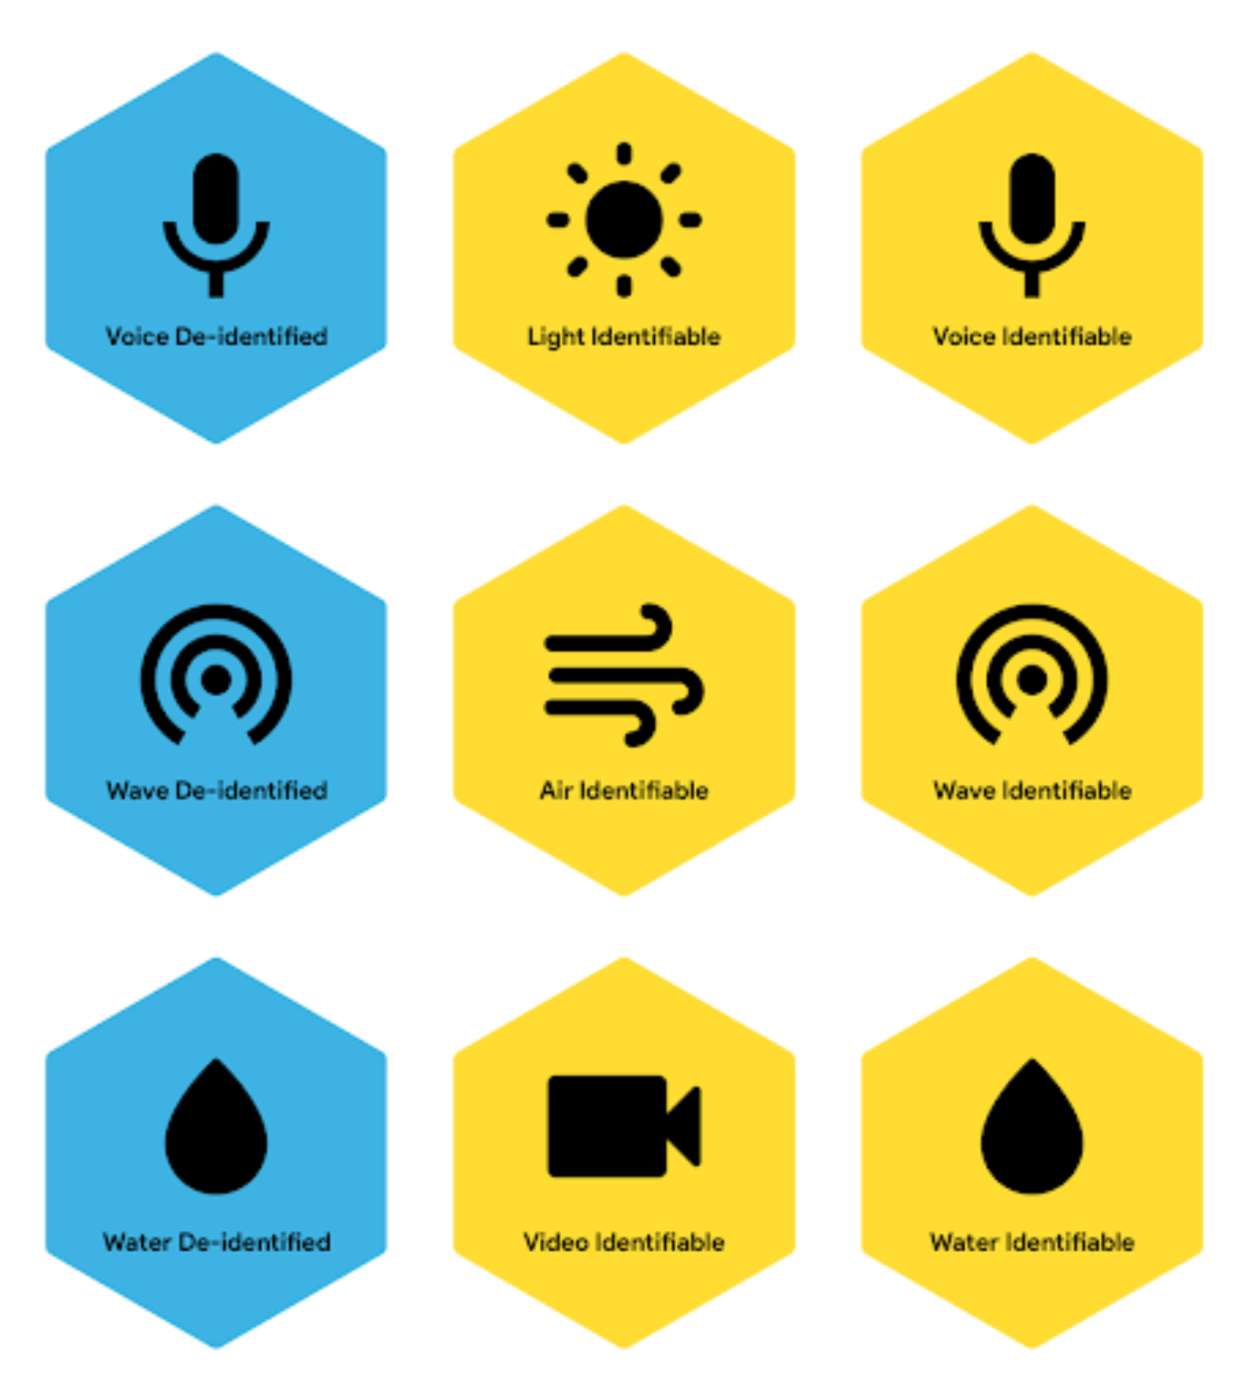 Voice De-identified
Light Identifiable
Voice Identifiable
Wave De-identified
Air Identifiable
Wave Identifiable
Water De-identified
Video Identifiable
Water Identifiable